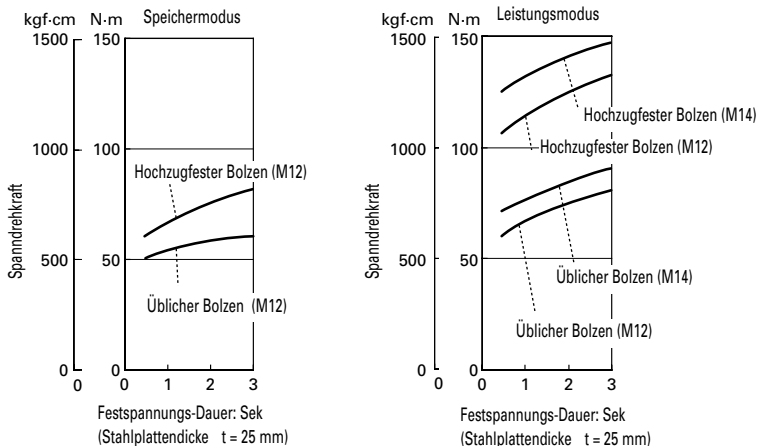 Speichermodus
kgf·cm N·m
1500 150
1000 100
500 50
0 0
0
0 1 2 3
Spanndrehkraft
Hochzugfester Bolzen (M12)
Üblicher Bolzen (M12)
Festspannungs-Dauer: Sek
(Stahlplattendicke t = 25 mm)
Leistungsmodus
kgf·cm N·m
1500 150
1000 100
500 50
0 0
0
0 1 2 3
Spanndrehkraft
Hochzugfester Bolzen (M14)
Hochzugfester Bolzen (M12)
Üblicher Bolzen (M14)
Üblicher Bolzen (M12)
Festspannungs-Dauer: Sek
(Stahlplattendicke t = 25 mm)